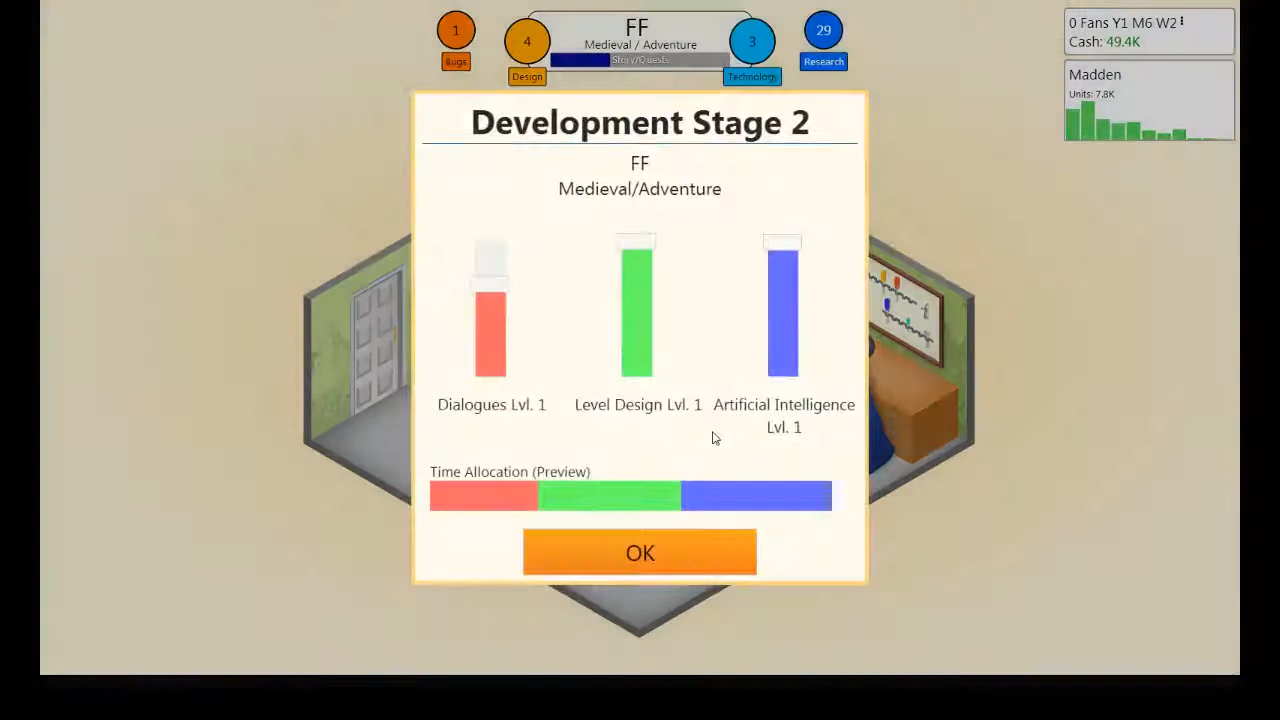 1
Bugs
4
Design
FF
Medieval / Adventure
Story/Quests
3
Technology
29
Research
0 Fans Y1 M6 W2
Cash: 49.4K
Madden
Units: 7.8K
Development Stage 2
FF
Medieval/Adventure
Dialogues Lvl. 1
Level Design Lvl. 1
Artificial Intelligence
Lvl. 1
Time Allocation (Preview)
OK